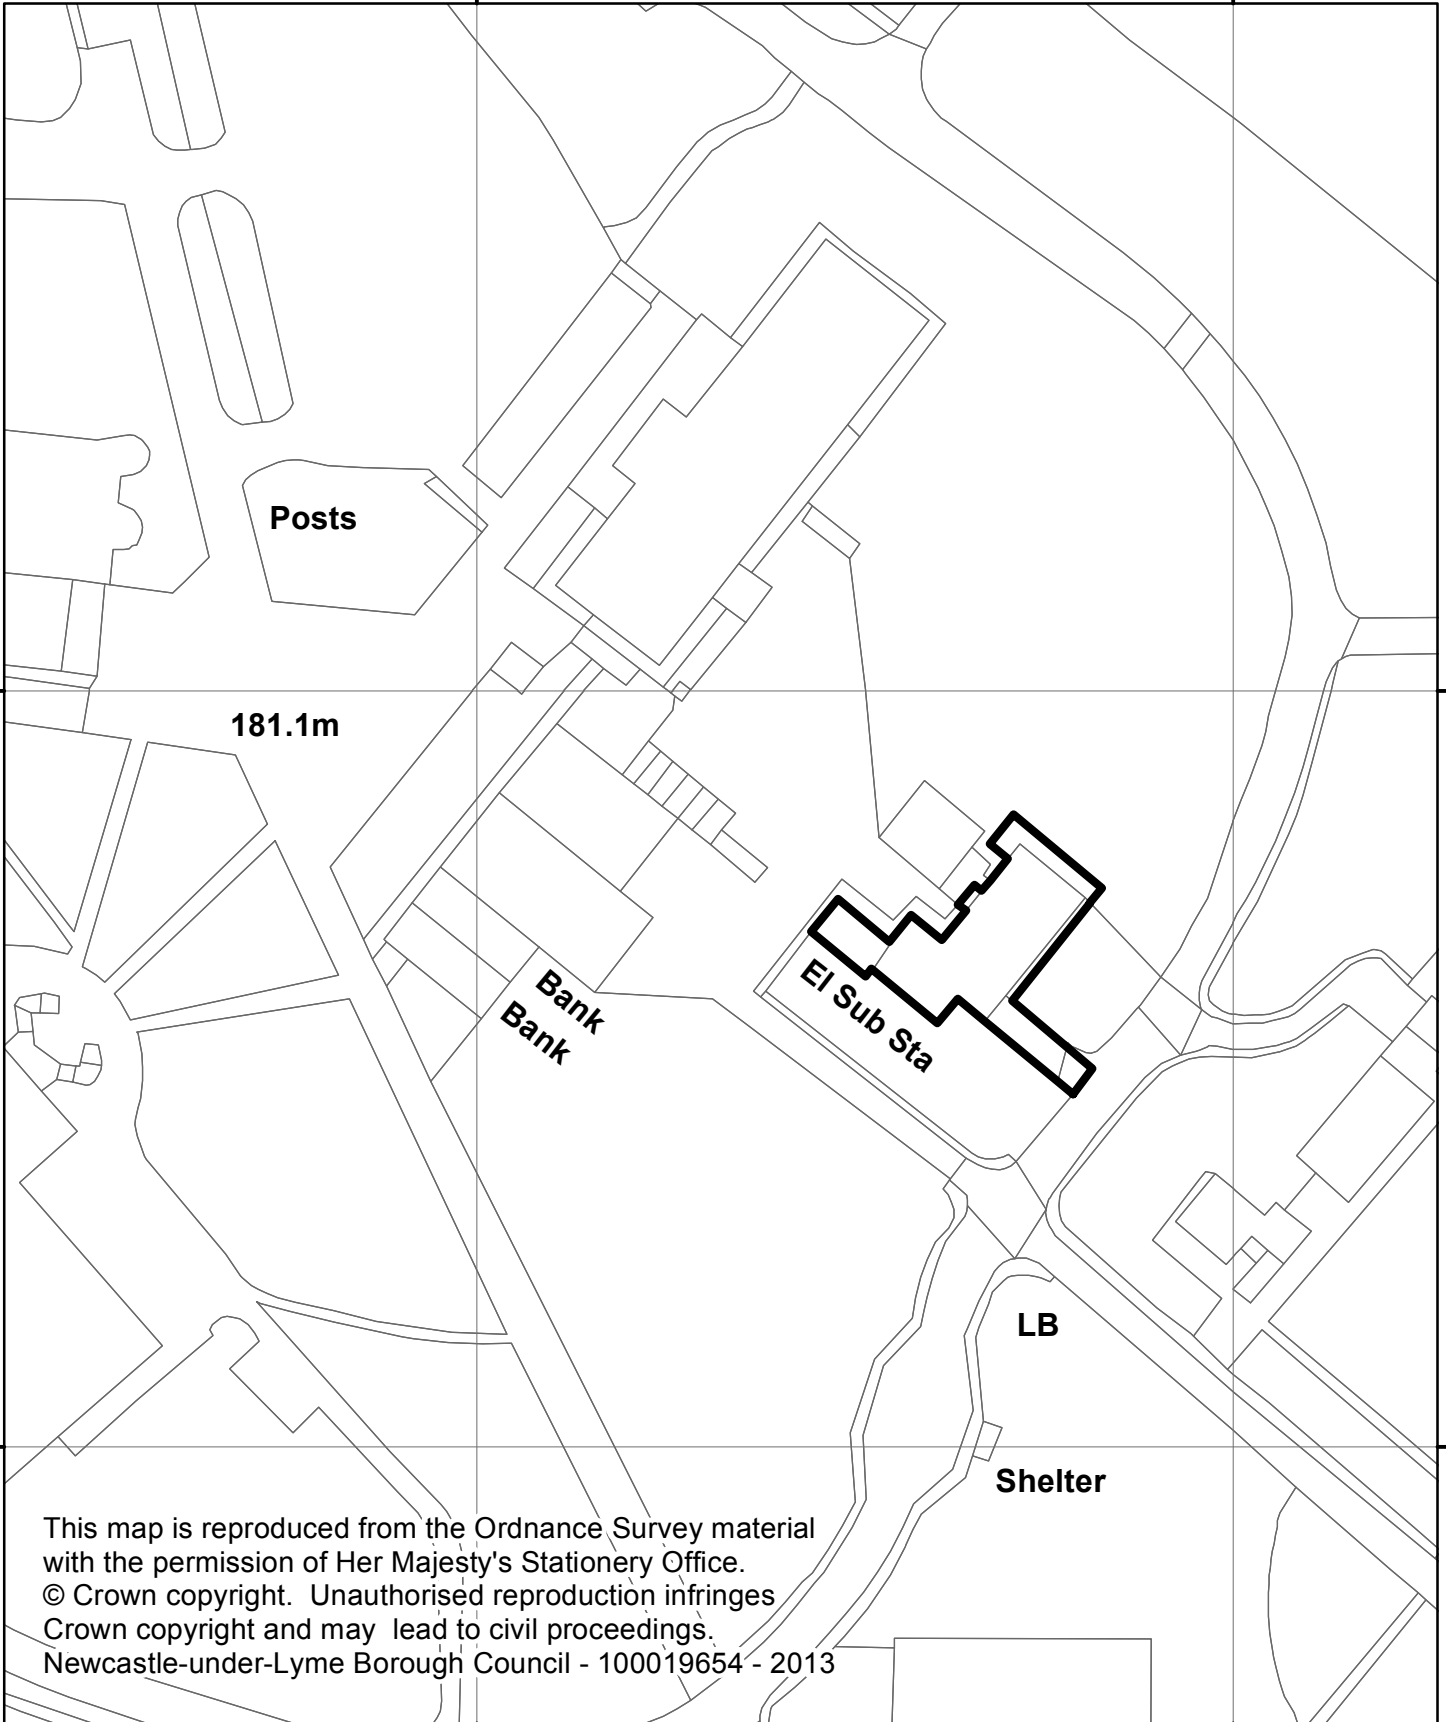 Posts
181.1m
Bank
Bank
El Sub Sta
LB
Shelter
This map is reproduced from the Ordnance Survey material
with the permission of Her Majesty's Stationery Office.
© Crown copyright.  Unauthorised reproduction infringes
Crown copyright and may  lead to civil proceedings.
Newcastle-under-Lyme Borough Council - 100019654 - 2013